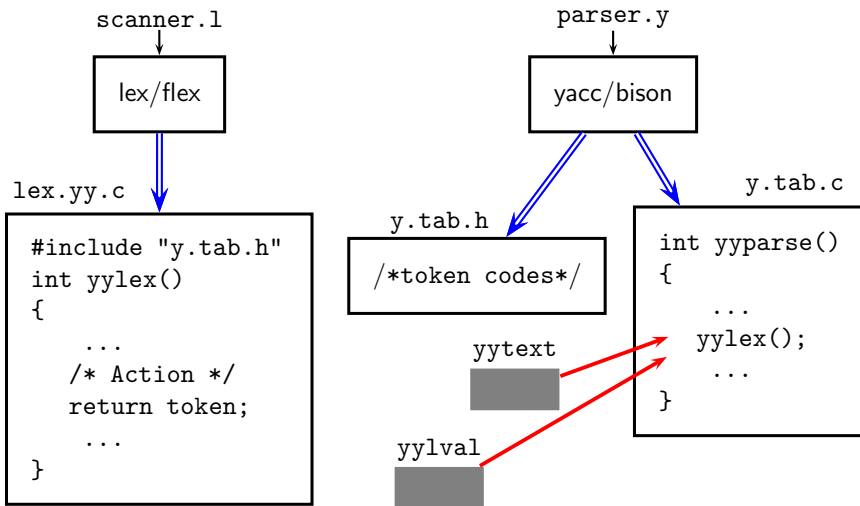 scanner.l
lex/flex
lex.yy.c
#include "y.tab.h"
int yylex()
{
...
/* Action */
return token;
...
}
parser.y
yacc/bison
y.tab.h
/*token codes*/
y.tab.c
int yyparse()
{
...
yylex();
...
}
yytext
yylval